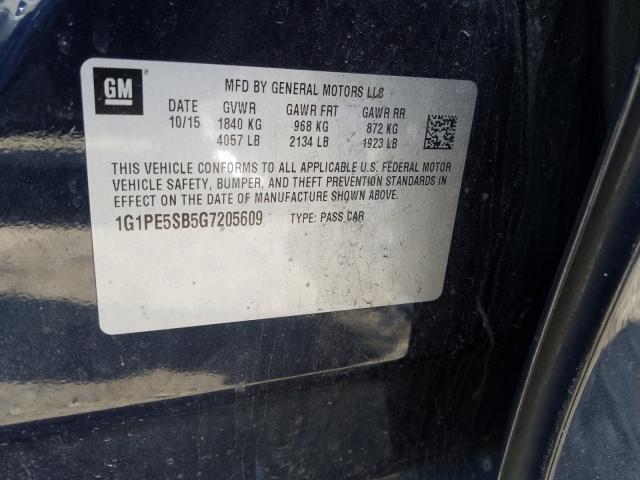 GM
MFD BY GENERAL MOTORS LLC
DATE GVWR GAWR FRT GAWR RR
10/15 1840 KG 968 KG 872 KG
4057 LB 2134 LB 1923 LB
THIS VEHICLE CONFORMS TO ALL APPLICABLE U.S. FEDERAL MOTOR
VEHICLE SAFETY, BUMPER, AND THEFT PREVENTION STANDARDS IN
EFFECT ON THE DATE OF MANUFACTURE SHOWN ABOVE.
1G1PE5SB5G7205609 TYPE: PASS CAR